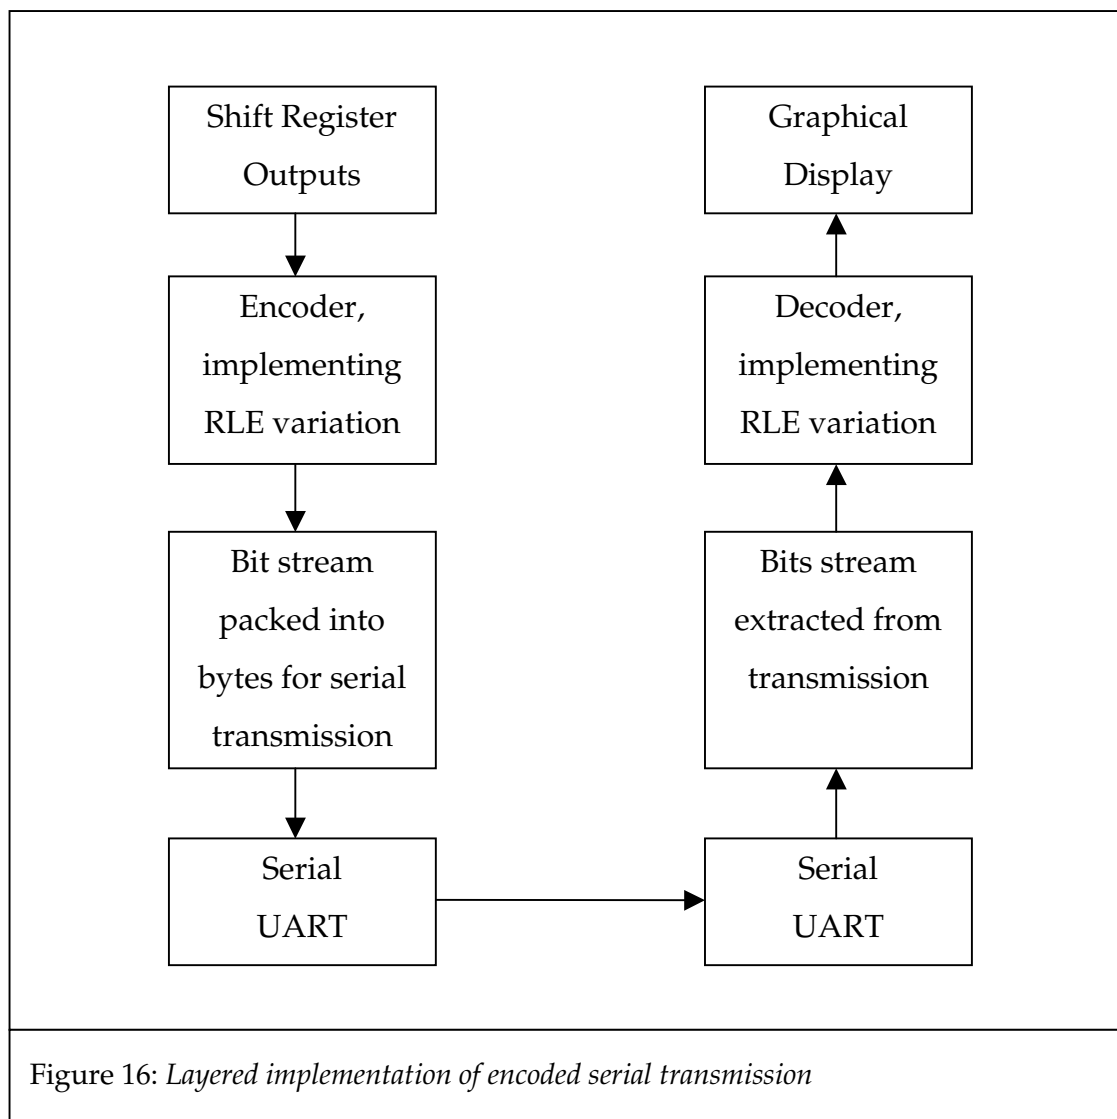 Shift Register
Outputs
Encoder,
implementing
RLE variation
Bit stream
packed into
bytes for serial
transmission
Serial
UART
Graphical
Display
Decoder,
implementing
RLE variation
Bits stream
extracted from
transmission
Serial
UART
Figure 16: Layered implementation of encoded serial transmission